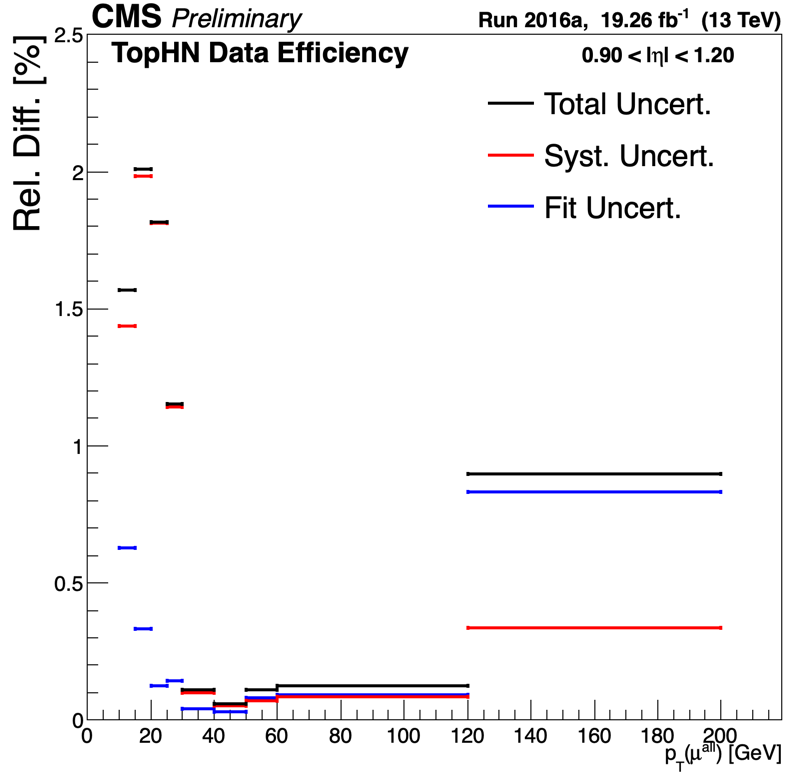 CMS Preliminary Run 2016a, 19.26 fb⁻¹ (13 TeV)
TopHN Data Efficiency 0.90 < |η| < 1.20
Total Uncert.
Syst. Uncert.
Fit Uncert.
Rel. Diff. [%]
2.5
2
1.5
1
0.5
0
0 20 40 60 80 100 120 140 160 180 200
p_T(μ^all) [GeV]